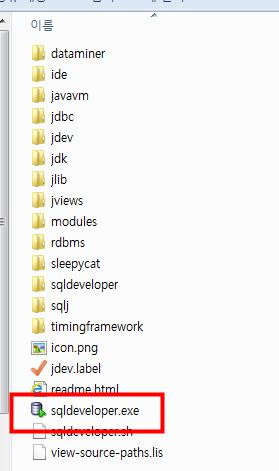 이름
dataminer
ide
javavm
jdbc
jdev
jdk
jlib
jviews
modules
rdbms
sleepycat
sqldeveloper
sqlj
timingframework
icon.png
jdev.label
readme.html
sqldeveloper.exe
sqldeveloper.sh
view-source-paths.lis